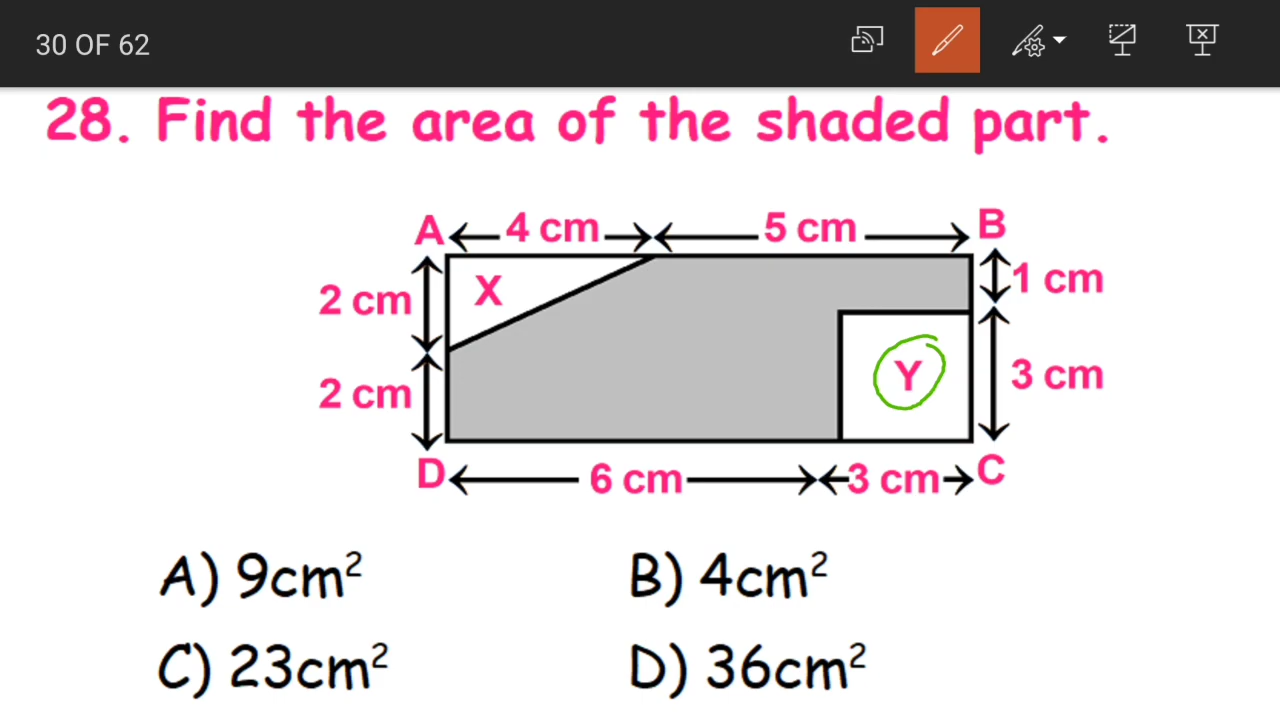 30 OF 62
28. Find the area of the shaded part.
A 4 cm 5 cm B
2 cm X 1 cm
2 cm Y 3 cm
D 6 cm 3 cm C
A) 9cm² B) 4cm²
C) 23cm² D) 36cm²